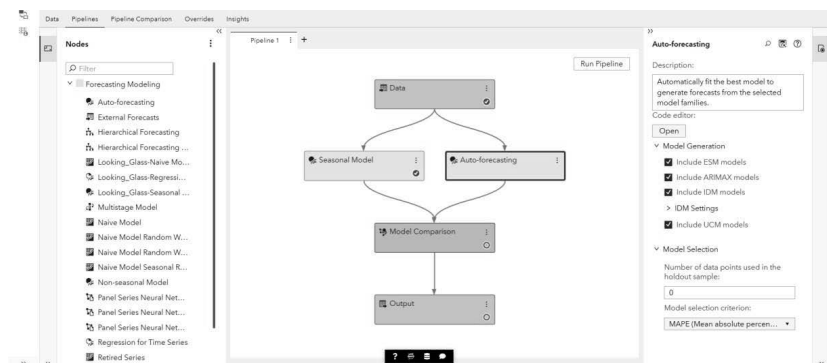 Data Pipelines Pipeline Comparison Overrides Insights
Nodes
Filter
Forecasting Modeling
Auto-forecasting
External Forecasts
Hierarchical Forecasting
Hierarchical Forecasting ...
Looking_Glass-Naive Mo...
Looking_Glass-Regressi...
Looking_Glass-Seasonal ...
Multistage Model
Naive Model
Naive Model Random W...
Naive Model Random W...
Naive Model Seasonal R...
Non-seasonal Model
Panel Series Neural Net...
Panel Series Neural Net...
Panel Series Neural Net...
Regression for Time Series
Retired Series
Pipeline 1
Run Pipeline
Data
Seasonal Model
Auto-forecasting
Model Comparison
Output
Auto-forecasting
Description:
Automatically fit the best model to
generate forecasts from the selected
model families.
Code editor:
Open
Model Generation
Include ESM models
Include ARIMAX models
Include IDM models
IDM Settings
Include UCM models
Model Selection
Number of data points used in the
holdout sample:
0
Model selection criterion:
MAPE (Mean absolute percen...